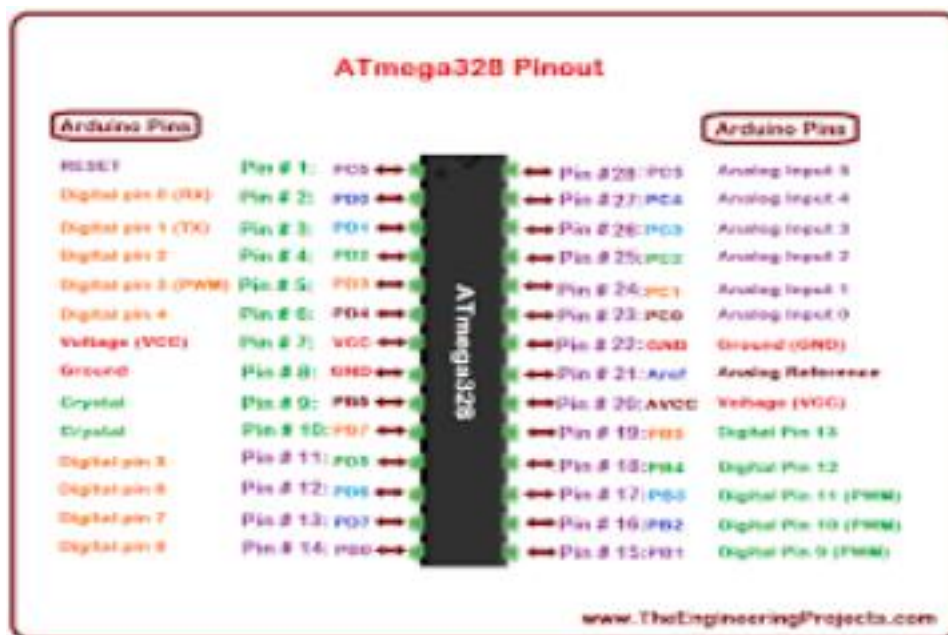 ATmega328 Pinout
Arduino Pins
RESET Pin # 1: PC6
Digital pin 0 (RX) Pin # 2: PD0
Digital pin 1 (TX) Pin # 3: PD1
Digital pin 2 Pin # 4: PD2
Digital pin 3 (PWM) Pin # 5: PD3
Digital pin 4 Pin # 6: PD4
Voltage (VCC) Pin # 7: VCC
Ground Pin # 8: GND
Crystal Pin # 9: PB6
Crystal Pin # 10: PB7
Digital pin 5 Pin # 11: PD5
Digital pin 6 Pin # 12: PD6
Digital pin 7 Pin # 13: PD7
Digital pin 8 Pin # 14: PB0
ATmega328
Arduino Pins
Pin #28: PC5 Analog Input 5
Pin # 27: PC4 Analog Input 4
Pin # 26: PC3 Analog Input 3
Pin # 25: PC2 Analog Input 2
Pin # 24: PC1 Analog Input 1
Pin # 23: PC0 Analog Input 0
Pin # 22: GND Ground (GND)
Pin # 21: Aref Analog Reference
Pin # 20: AVCC Voltage (VCC)
Pin # 19: PB5 Digital Pin 13
Pin # 18: PB4 Digital Pin 12
Pin # 17: PB3 Digital Pin 11 (PWM)
Pin # 16: PB2 Digital Pin 10 (PWM)
Pin # 15: PB1 Digital Pin 9 (PWM)
www.TheEngineeringProjects.com